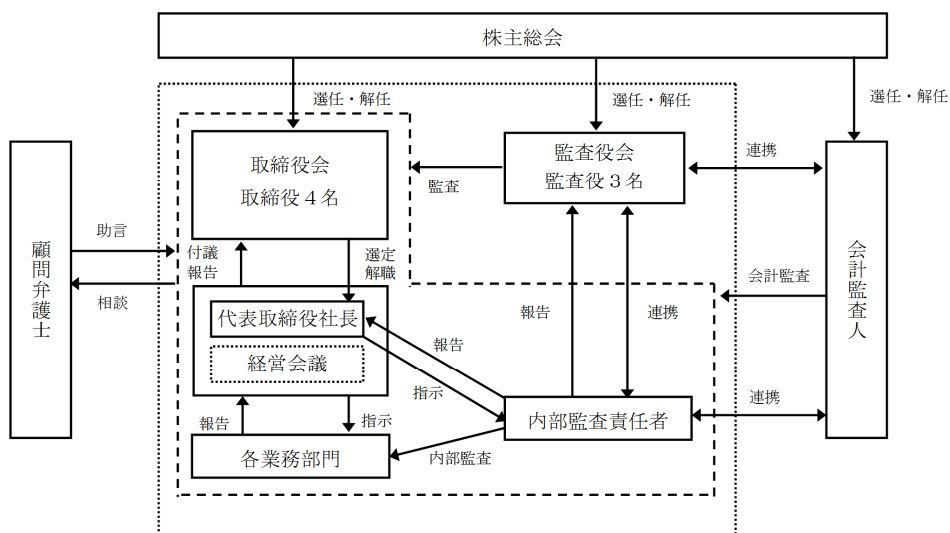 株主総会
選任・解任
選任・解任
選任・解任
取締役会
取締役４名
監査役会
監査役３名
連携
監査
顧問弁護士
助言
相談
付議
報告
選定
解職
会計監査人
会計監査
代表取締役社長
経営会議
報告
連携
報告
指示
報告
指示
連携
内部監査責任者
各業務部門
内部監査